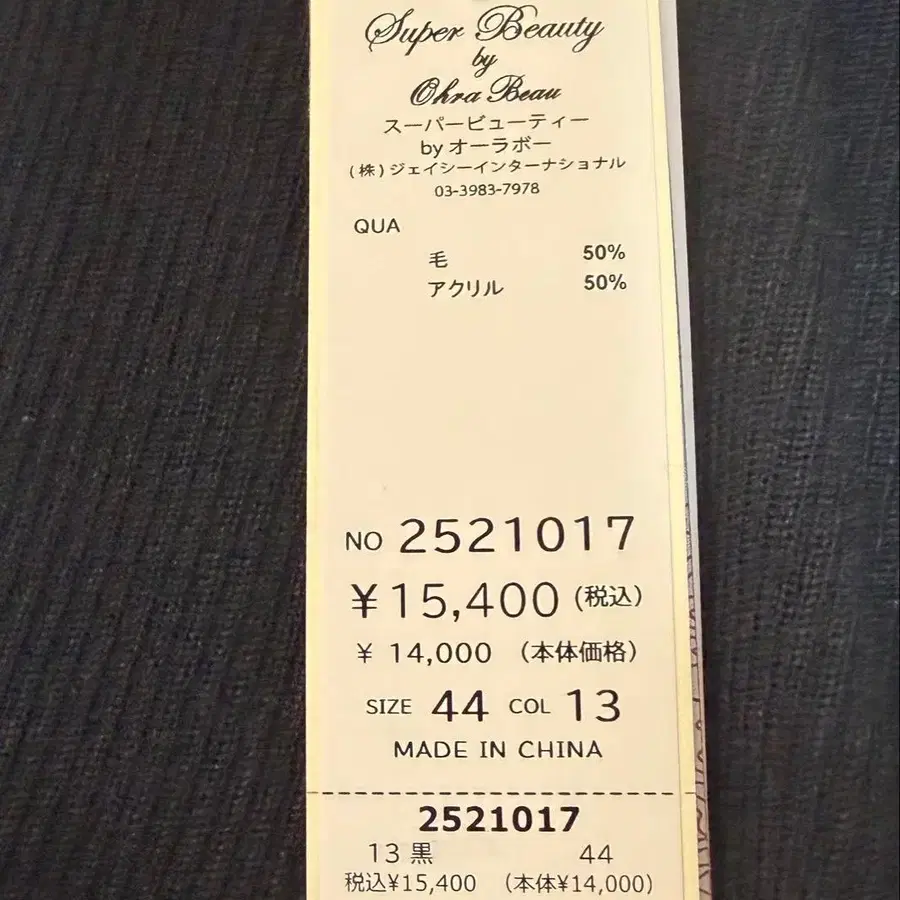 Super Beauty
by
Ohra Beau
スーパービューティー
by オーラボー
(株)ジェイシーインターナショナル
03-3983-7978
QUA
毛 50%
アクリル 50%
NO 2521017
¥15,400 (税込)
¥ 14,000 (本体価格)
SIZE 44 COL 13
MADE IN CHINA
2521017
13 黒 44
税込¥15,400 (本体¥14,000)